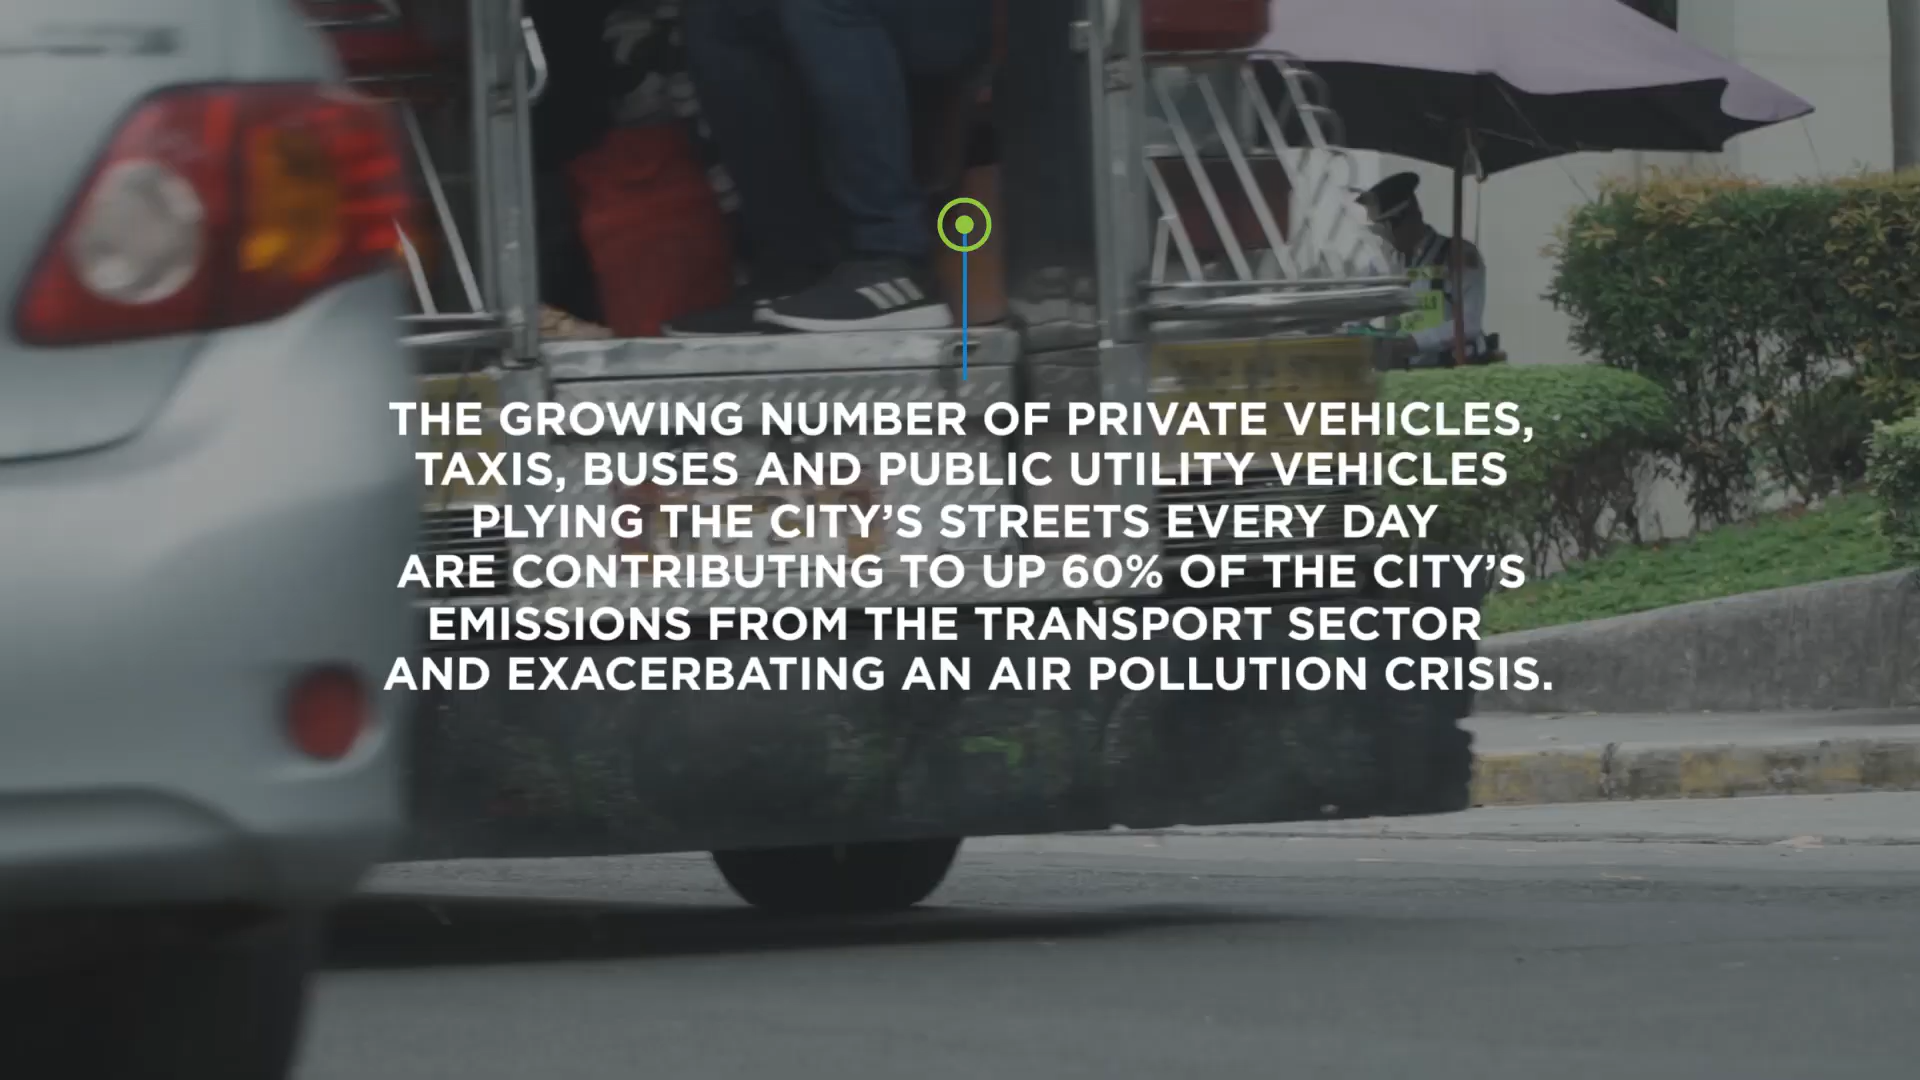 THE GROWING NUMBER OF PRIVATE VEHICLES,
TAXIS, BUSES AND PUBLIC UTILITY VEHICLES
PLYING THE CITY’S STREETS EVERY DAY
ARE CONTRIBUTING TO UP 60% OF THE CITY’S
EMISSIONS FROM THE TRANSPORT SECTOR
AND EXACERBATING AN AIR POLLUTION CRISIS.